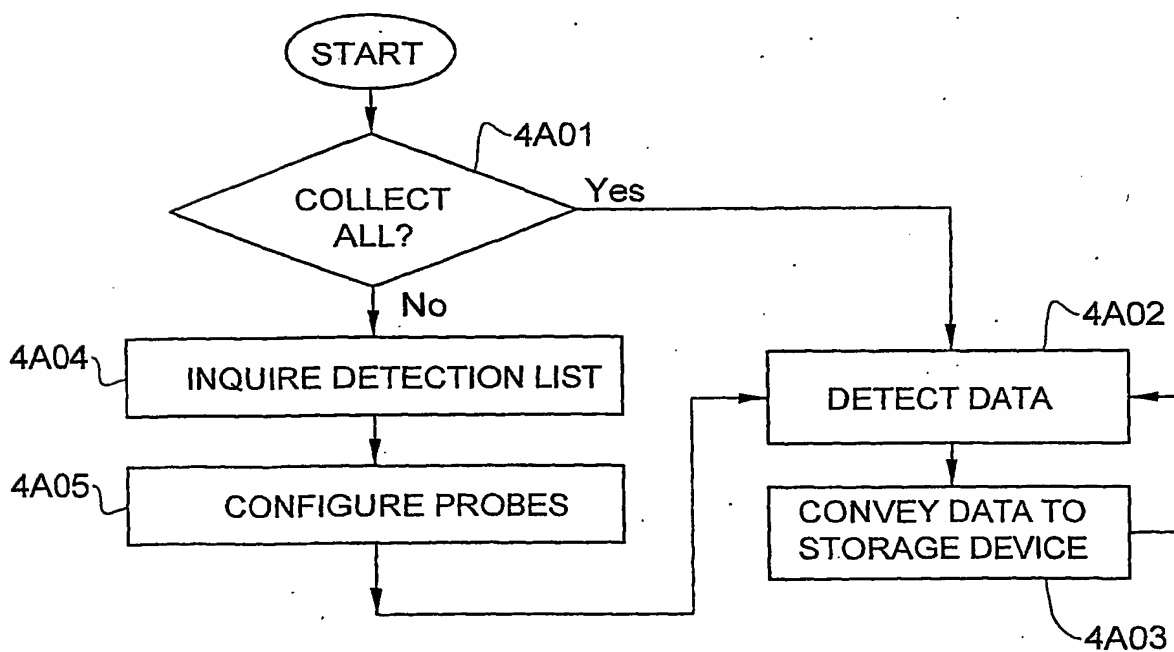 START
4A01
COLLECT
ALL?
Yes
No
4A02
4A04
INQUIRE DETECTION LIST
DETECT DATA
4A05
CONFIGURE PROBES
CONVEY DATA TO
STORAGE DEVICE
4A03